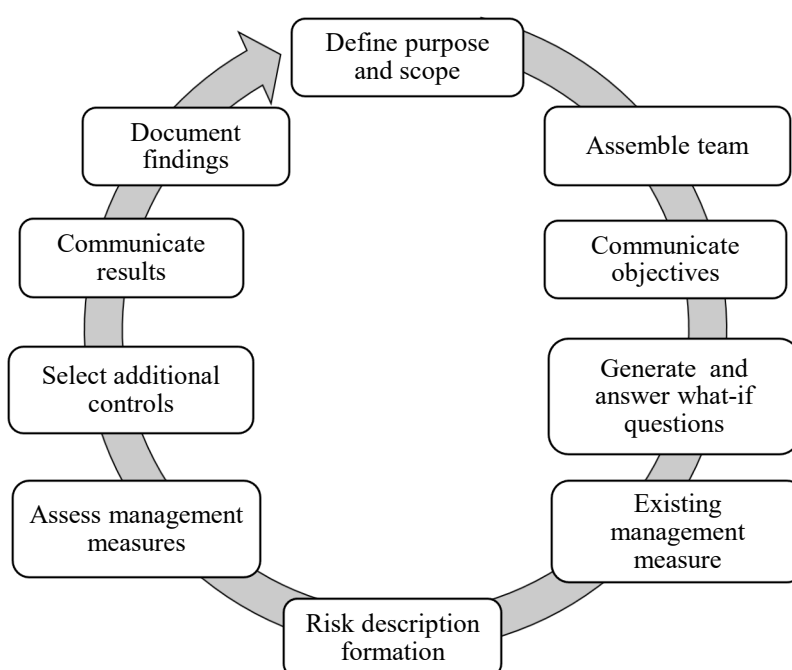 Define purpose
and scope
Assemble team
Communicate
objectives
Generate and
answer what-if
questions
Existing
management
measure
Risk description
formation
Assess management
measures
Select additional
controls
Communicate
results
Document
findings